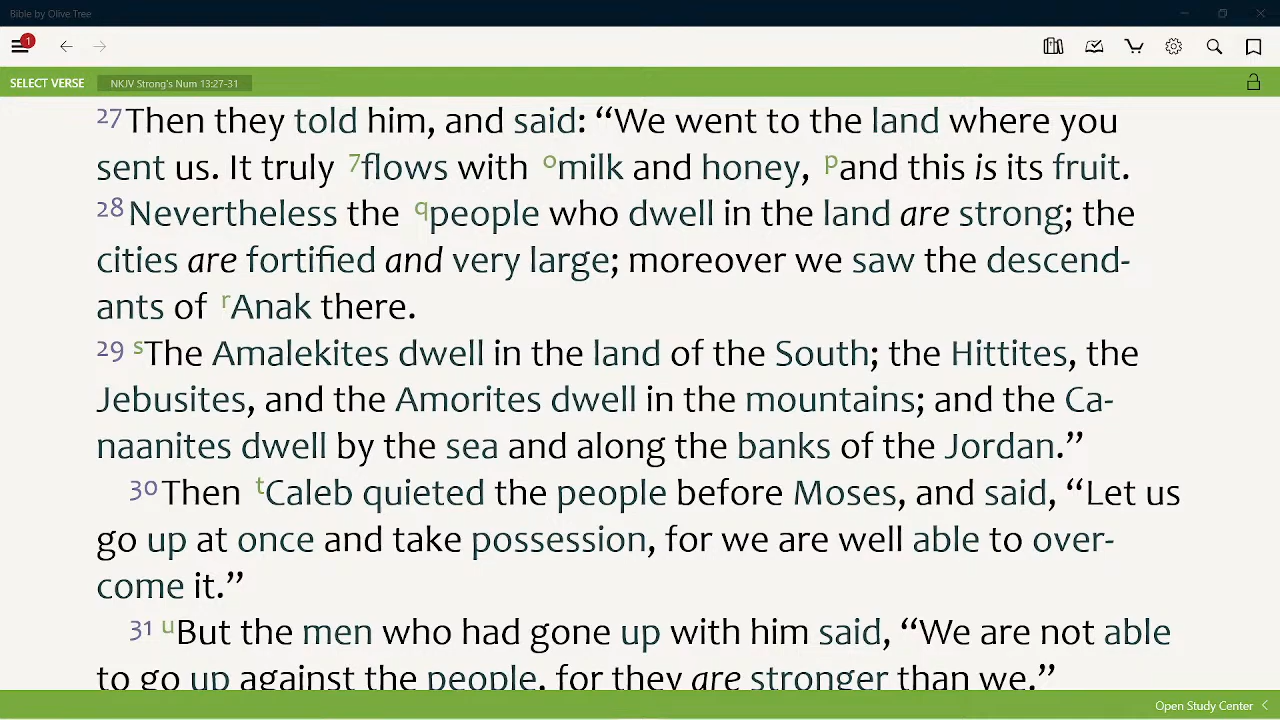 Bible by Olive Tree
1
SELECT VERSE NKJV Strong's Num 13:27-31
27Then they told him, and said: “We went to the land where you
sent us. It truly 7flows with omilk and honey, pand this is its fruit.
28Nevertheless the qpeople who dwell in the land are strong; the
cities are fortified and very large; moreover we saw the descend-
ants of rAnak there.
29 sThe Amalekites dwell in the land of the South; the Hittites, the
Jebusites, and the Amorites dwell in the mountains; and the Ca-
naanites dwell by the sea and along the banks of the Jordan.”
30Then tCaleb quieted the people before Moses, and said, “Let us
go up at once and take possession, for we are well able to over-
come it.”
31 uBut the men who had gone up with him said, “We are not able
to go up against the people, for they are stronger than we.”
Open Study Center